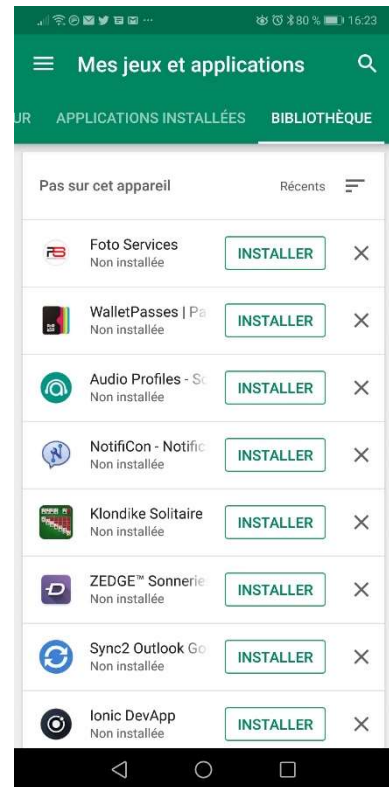 80 % 16:23
Mes jeux et applications
UR APPLICATIONS INSTALLÉES BIBLIOTHÈQUE
Pas sur cet appareil Récents
Foto Services
Non installée
INSTALLER
WalletPasses | Pa
Non installée
INSTALLER
Audio Profiles - Sc
Non installée
INSTALLER
NotifiCon - Notific
Non installée
INSTALLER
Klondike Solitaire
Non installée
INSTALLER
ZEDGE™ Sonnerie
Non installée
INSTALLER
Sync2 Outlook Go
Non installée
INSTALLER
Ionic DevApp
Non installée
INSTALLER